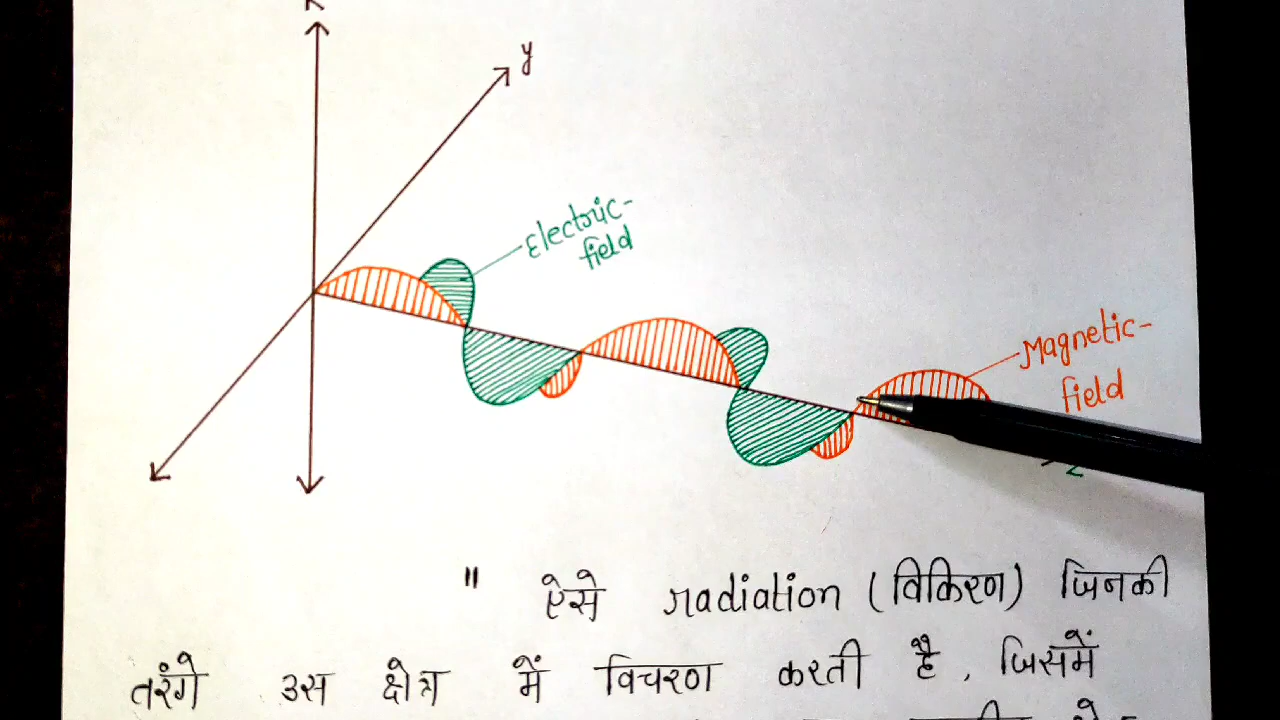 y
Electric-
field
Magnetic-
field
z
" ऐसे radiation (विकिरण) जिनकी
तरंगे उस क्षेत्र में विचरण करती है, जिसमें